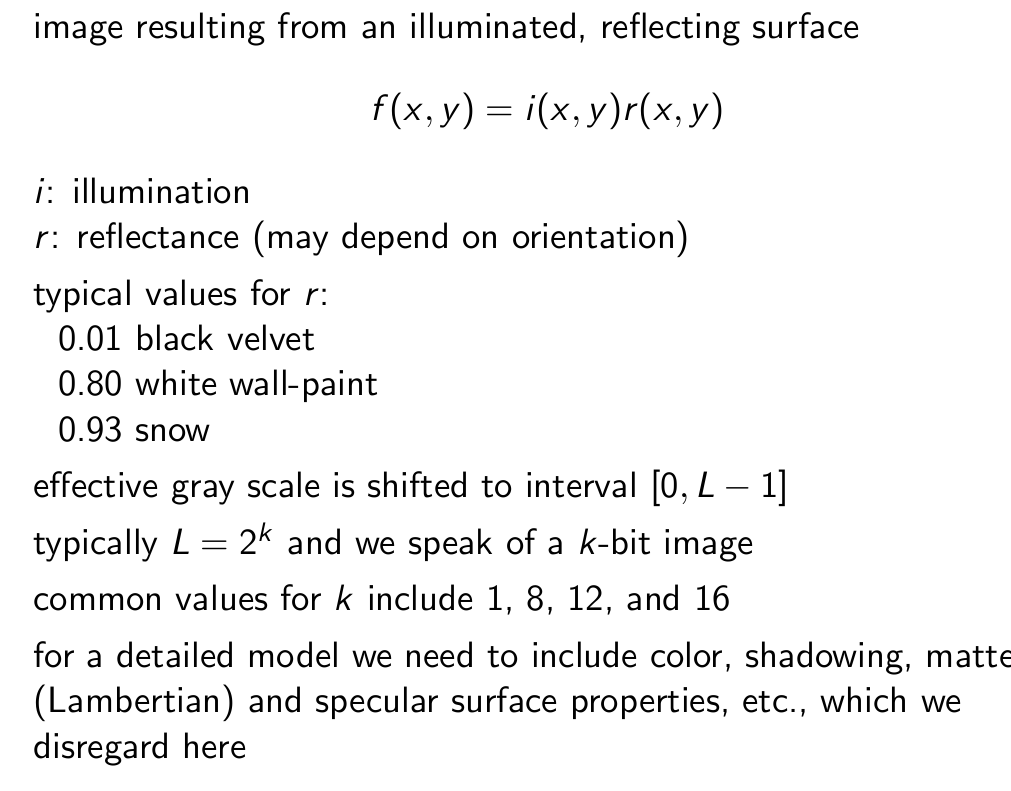 image resulting from an illuminated, reflecting surface
f(x, y) = i(x, y)r(x, y)
i: illumination
r: reflectance (may depend on orientation)
typical values for r:
0.01 black velvet
0.80 white wall-paint
0.93 snow
effective gray scale is shifted to interval [0, L − 1]
typically L = 2^k and we speak of a k-bit image
common values for k include 1, 8, 12, and 16
for a detailed model we need to include color, shadowing, matte
(Lambertian) and specular surface properties, etc., which we
disregard here